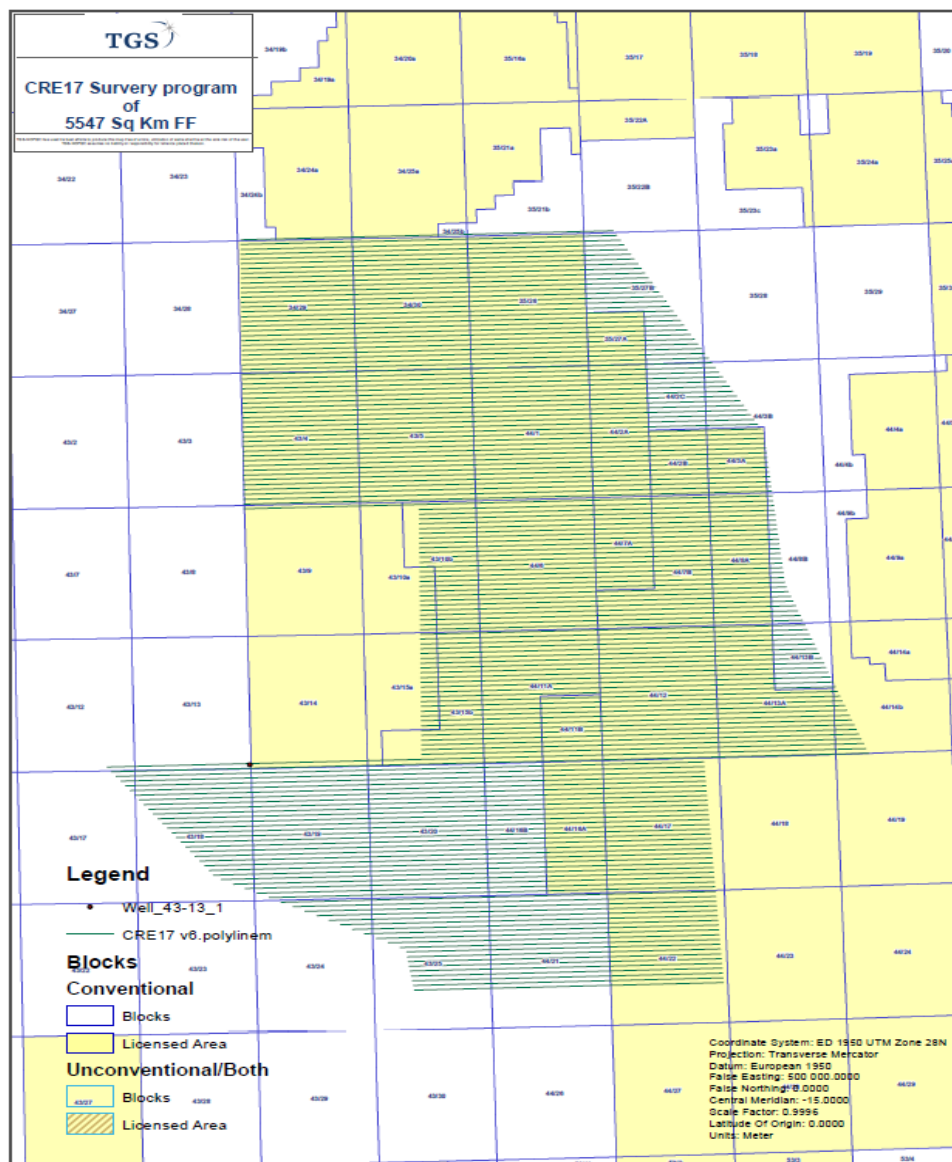 TGS
CRE17 Survery program
of
5547 Sq Km FF
34/19b
34/19a
34/20a
35/16a
35/17
35/18
35/19
35/20
35/22A
34/22
34/23
34/24b
34/24a
34/25a
35/21a
35/21b
35/22B
35/23a
35/23c
35/24a
34/25b
34/27
34/28
34/29
34/30
35/26
35/27B
35/27A
35/28
35/29
43/2
43/3
43/4
43/5
44/1
44/2A
44/2C
44/2B
44/3B
44/3A
44/4b
44/4a
43/7
43/8
43/9
43/10a
43/10b
44/6
44/7A
44/7B
44/8A
44/8B
44/9b
44/9a
43/12
43/13
43/14
43/15a
43/15b
44/11A
44/11B
44/12
44/13B
44/13A
44/14a
44/14b
43/17
43/18
43/19
43/20
44/16B
44/16A
44/17
44/18
44/19
43/22
43/23
43/24
43/25
44/21
44/22
44/23
44/24
43/27
43/28
43/29
43/30
44/26
44/27
44/29
53/3
53/4
Legend
Well_43-13_1
CRE17 v6.polylinem
Blocks
Conventional
Blocks
Licensed Area
Unconventional/Both
Blocks
Licensed Area
Coordinate System: ED 1950 UTM Zone 28N
Projection: Transverse Mercator
Datum: European 1950
False Easting: 500 000.0000
False Northing: 0.0000
Central Meridian: -15.0000
Scale Factor: 0.9996
Latitude Of Origin: 0.0000
Units: Meter